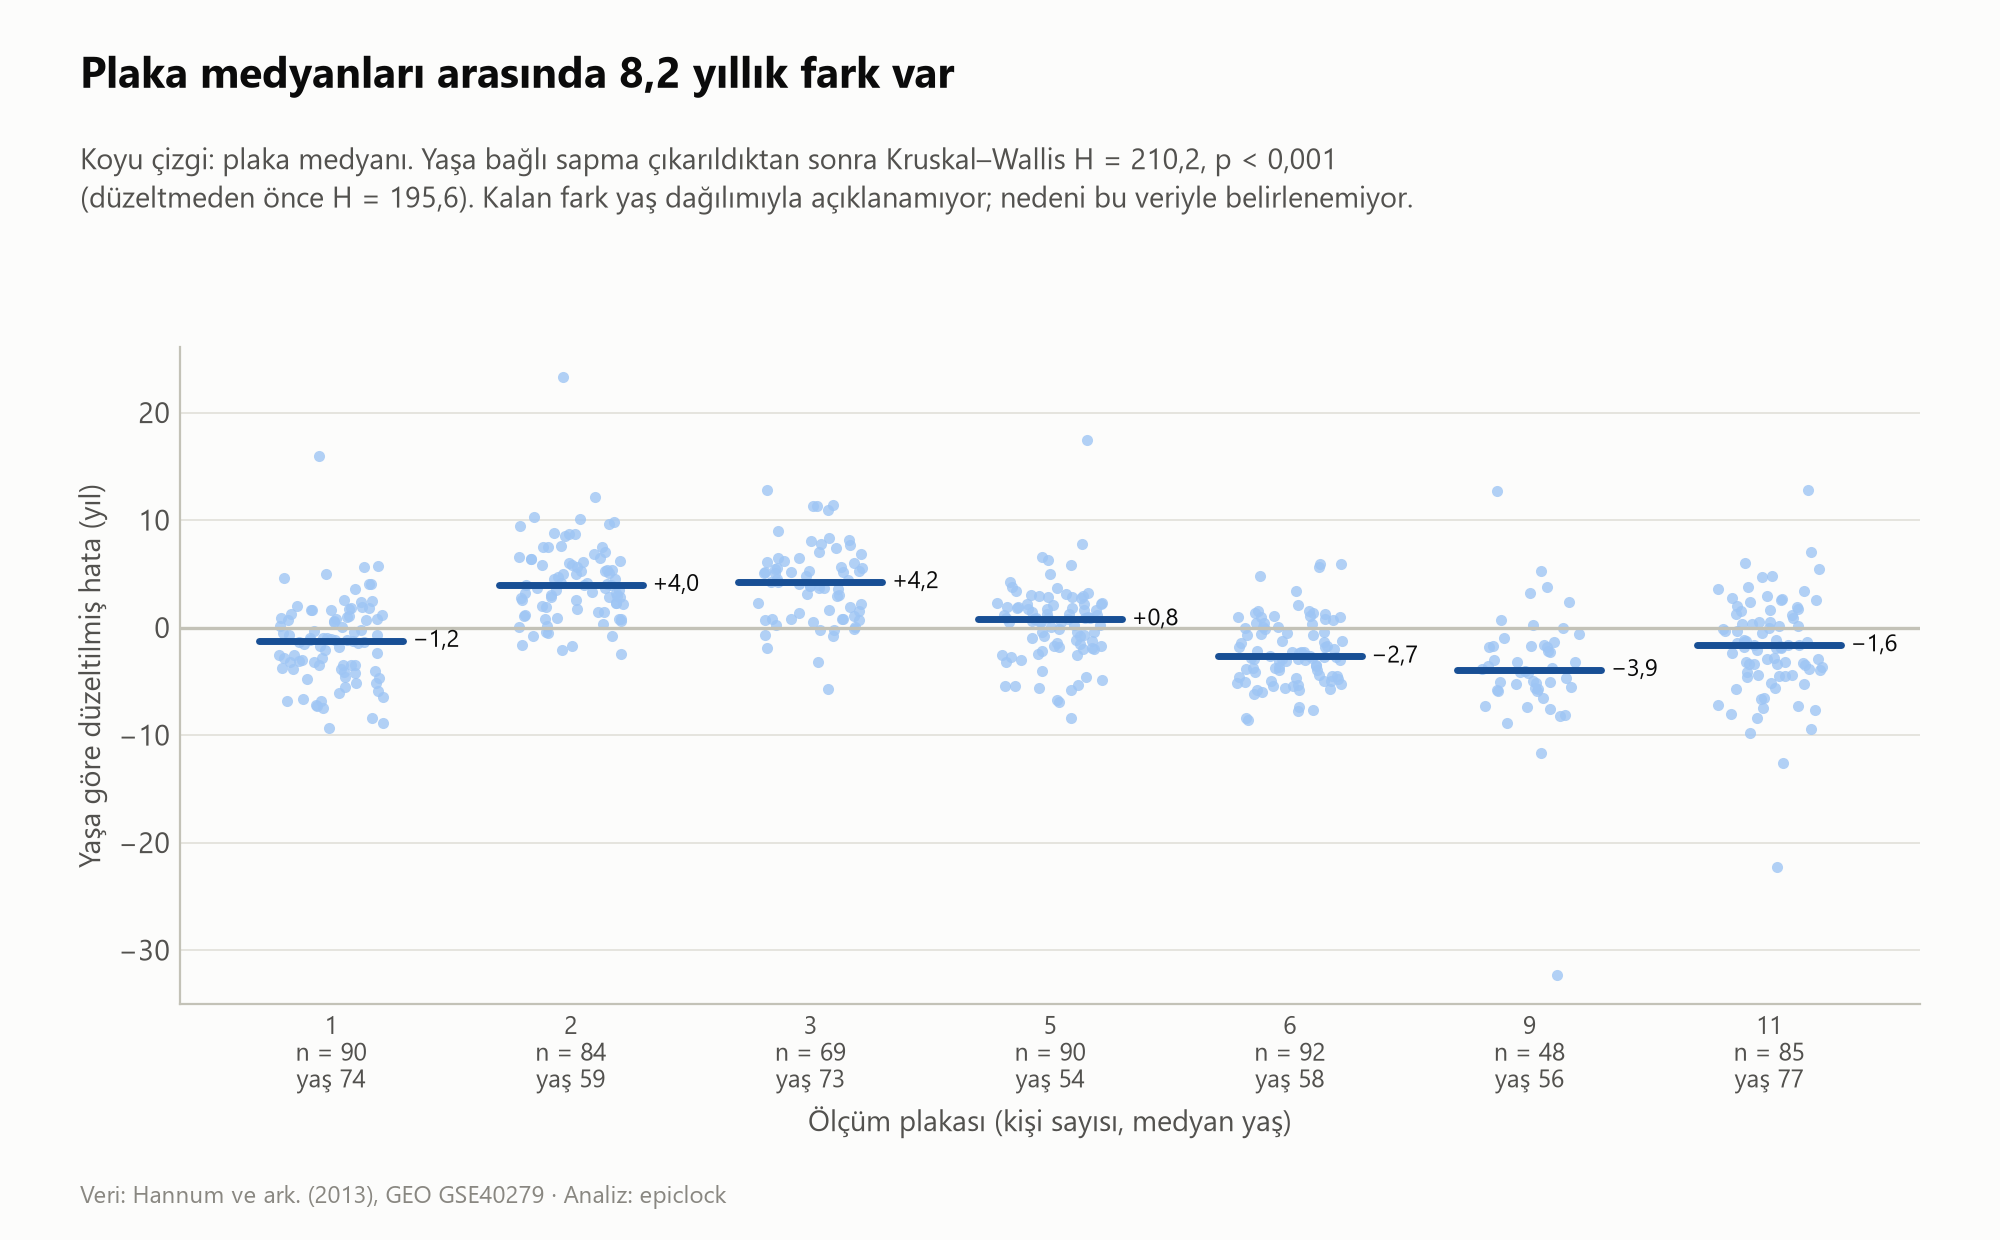 Plaka medyanları arasında 8,2 yıllık fark var
Koyu çizgi: plaka medyanı. Yaşa bağlı sapma çıkarıldıktan sonra Kruskal–Wallis H = 210,2, p < 0,001
(düzeltmeden önce H = 195,6). Kalan fark yaş dağılımıyla açıklanamıyor; nedeni bu veriyle belirlenemiyor.
Yaşa göre düzeltilmiş hata (yıl)
20
10
0
−10
−20
−30
−1,2
+4,0
+4,2
+0,8
−2,7
−3,9
−1,6
1
n = 90
yaş 74
2
n = 84
yaş 59
3
n = 69
yaş 73
5
n = 90
yaş 54
6
n = 92
yaş 58
9
n = 48
yaş 56
11
n = 85
yaş 77
Ölçüm plakası (kişi sayısı, medyan yaş)
Veri: Hannum ve ark. (2013), GEO GSE40279 · Analiz: epiclock